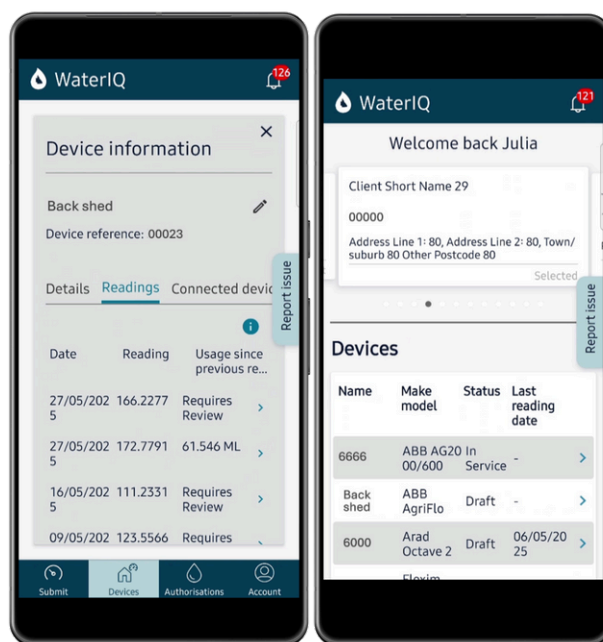 WaterIQ
126
Device information
Back shed
Device reference: 00023
Details Readings Connected devic
Report issue
Date Reading Usage since
previous re...
27/05/202
5 166.2277 Requires
Review
27/05/202
5 172.7791 61.546 ML
16/05/202
5 111.2331 Requires
Review
09/05/202 123.5566 Requires
Submit Devices Authorisations Account
WaterIQ
121
Welcome back Julia
Client Short Name 29
00000
Address Line 1: 80, Address Line 2: 80, Town/
suburb 80 Other Postcode 80
Selected
Report issue
Devices
Name Make
model Status Last
reading
date
6666 ABB AG20
00/600 In
Service -
Back
shed ABB
AgriFlo Draft -
6000 Arad
Octave 2 Draft 06/05/20
25